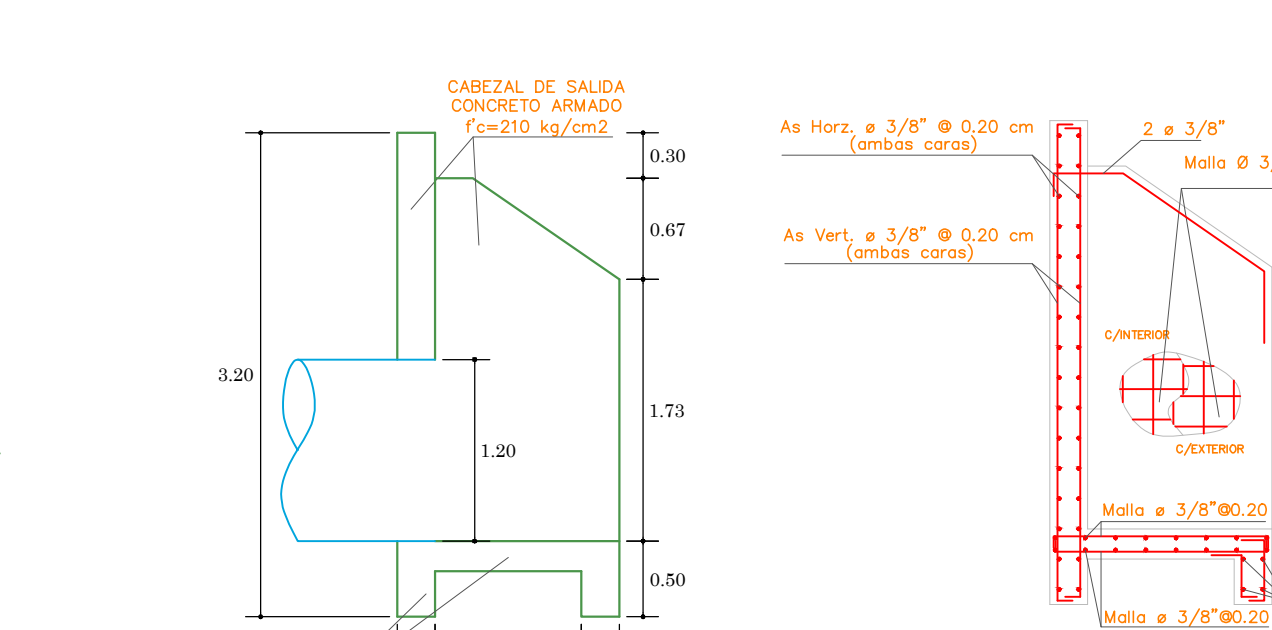 CABEZAL DE SALIDA
CONCRETO ARMADO
f'c=210 kg/cm2
0.30
0.67
3.20
1.73
1.20
0.50
As Horz. ø 3/8" @ 0.20 cm
(ambas caras)
2 ø 3/8"
Malla Ø 3/
As Vert. ø 3/8" @ 0.20 cm
(ambas caras)
C/INTERIOR
C/EXTERIOR
Malla ø 3/8"@0.20
Malla ø 3/8"@0.20